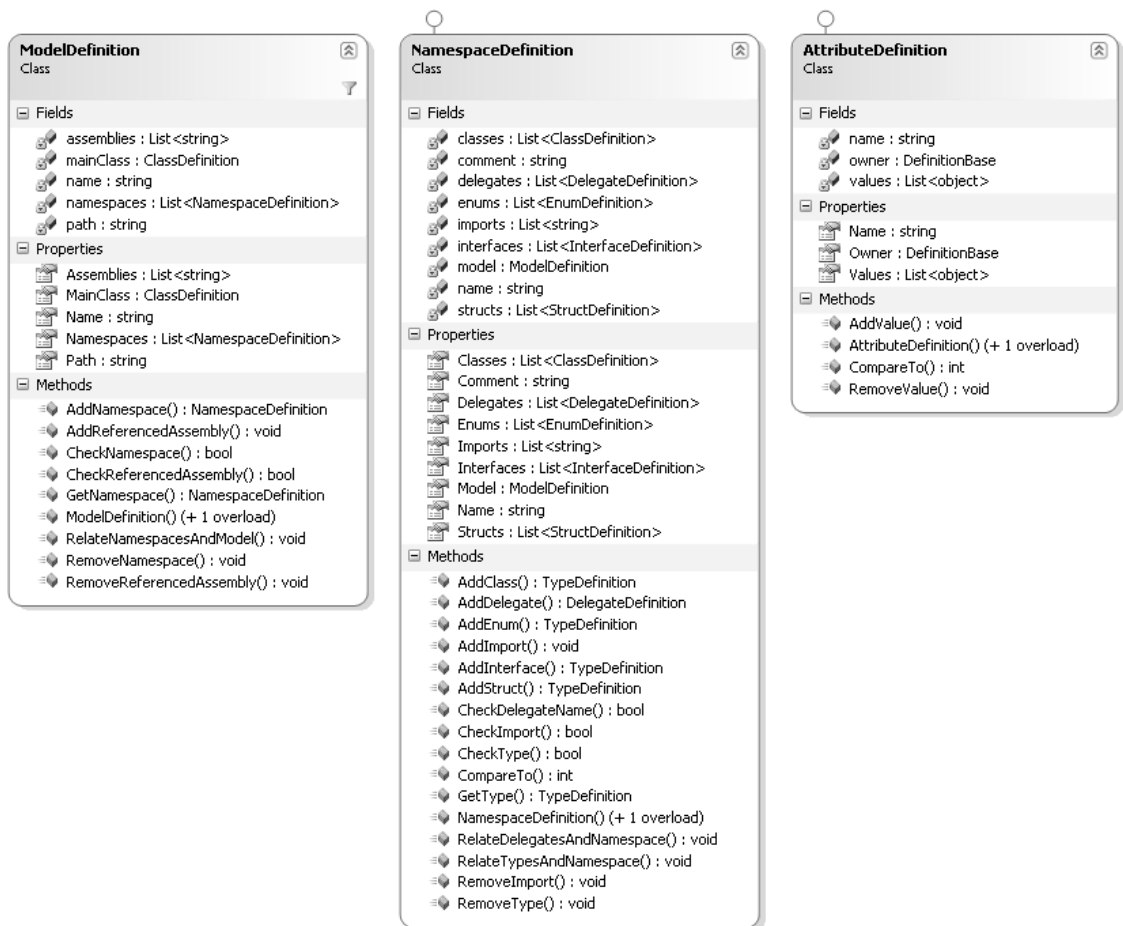 ModelDefinition
Class
Fields
assemblies : List<string>
mainClass : ClassDefinition
name : string
namespaces : List<NamespaceDefinition>
path : string
Properties
Assemblies : List<string>
MainClass : ClassDefinition
Name : string
Namespaces : List<NamespaceDefinition>
Path : string
Methods
AddNamespace() : NamespaceDefinition
AddReferencedAssembly() : void
CheckNamespace() : bool
CheckReferencedAssembly() : bool
GetNamespace() : NamespaceDefinition
ModelDefinition() (+ 1 overload)
RelateNamespacesAndModel() : void
RemoveNamespace() : void
RemoveReferencedAssembly() : void
NamespaceDefinition
Class
Fields
classes : List<ClassDefinition>
comment : string
delegates : List<DelegateDefinition>
enums : List<EnumDefinition>
imports : List<string>
interfaces : List<InterfaceDefinition>
model : ModelDefinition
name : string
structs : List<StructDefinition>
Properties
Classes : List<ClassDefinition>
Comment : string
Delegates : List<DelegateDefinition>
Enums : List<EnumDefinition>
Imports : List<string>
Interfaces : List<InterfaceDefinition>
Model : ModelDefinition
Name : string
Structs : List<StructDefinition>
Methods
AddClass() : TypeDefinition
AddDelegate() : DelegateDefinition
AddEnum() : TypeDefinition
AddImport() : void
AddInterface() : TypeDefinition
AddStruct() : TypeDefinition
CheckDelegateName() : bool
CheckImport() : bool
CheckType() : bool
CompareTo() : int
GetType() : TypeDefinition
NamespaceDefinition() (+ 1 overload)
RelateDelegatesAndNamespace() : void
RelateTypesAndNamespace() : void
RemoveImport() : void
RemoveType() : void
AttributeDefinition
Class
Fields
name : string
owner : DefinitionBase
values : List<object>
Properties
Name : string
Owner : DefinitionBase
Values : List<object>
Methods
AddValue() : void
AttributeDefinition() (+ 1 overload)
CompareTo() : int
RemoveValue() : void